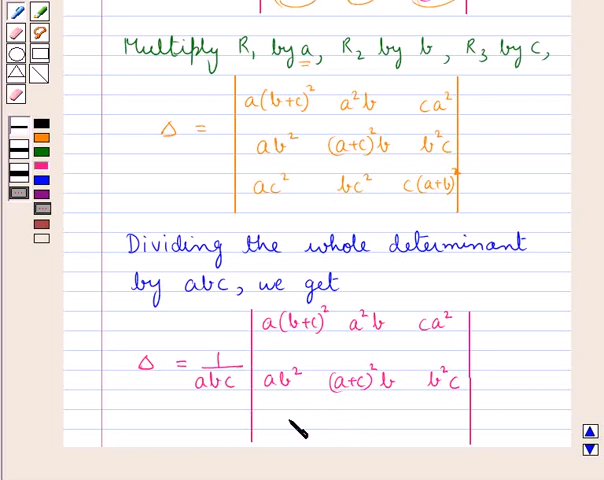 Multiply R₁ by a, R₂ by b, R₃ by c,
a(b+c)² a²b ca²
Δ = ab² (a+c)²b b²c
ac² bc² c(a+b)²
Dividing the whole determinant
by abc, we get
a(b+c)² a²b ca²
Δ = 1/abc ab² (a+c)²b b²c